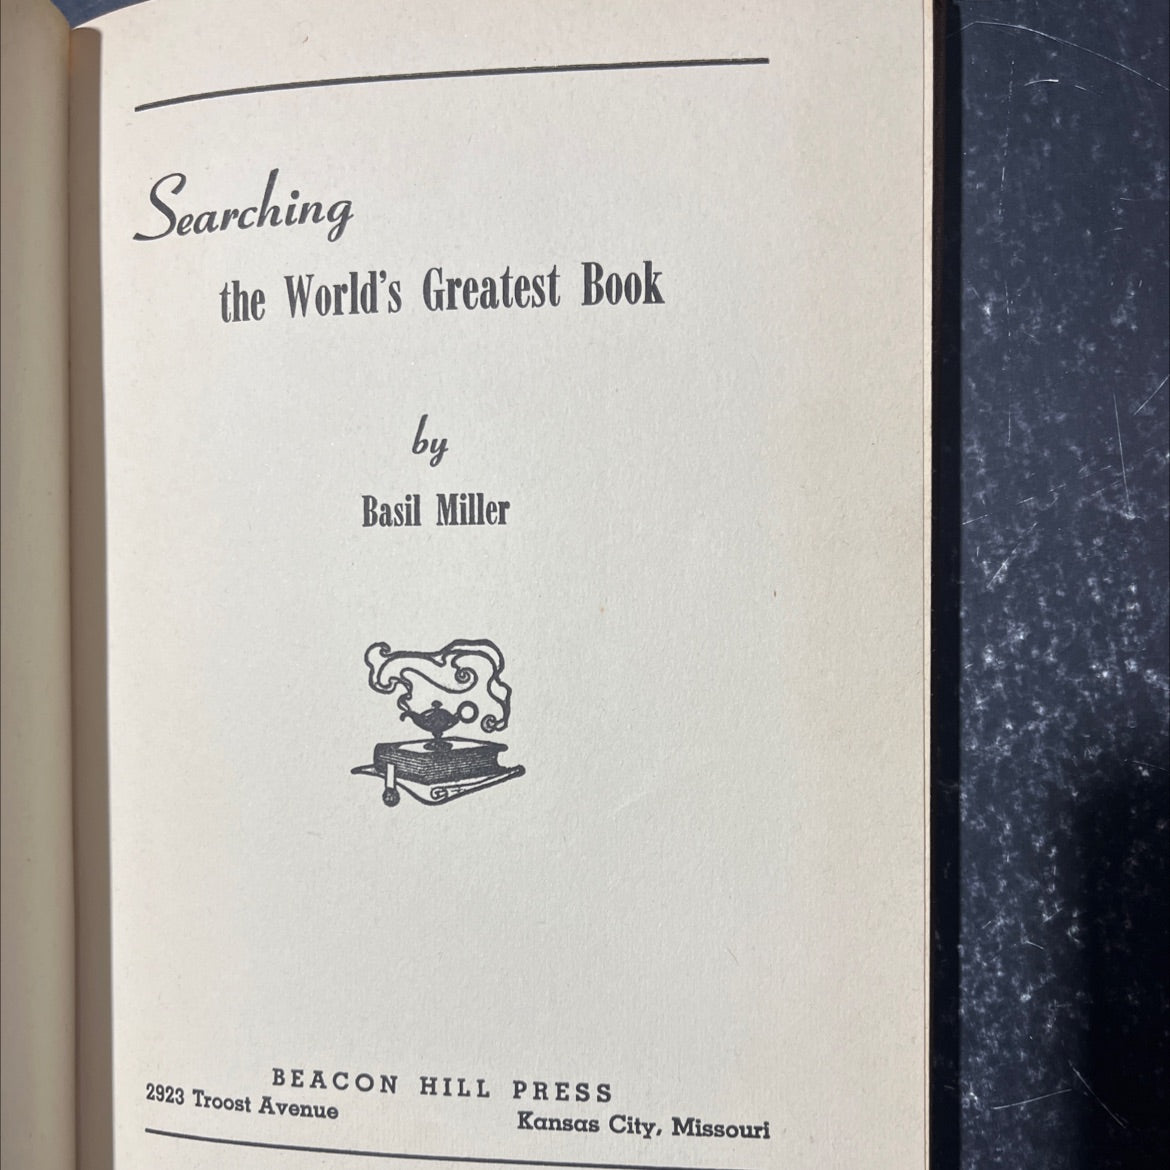 Searching
the World's Greatest Book
by
Basil Miller
BEACON HILL PRESS
2923 Troost Avenue
Kansas City, Missouri